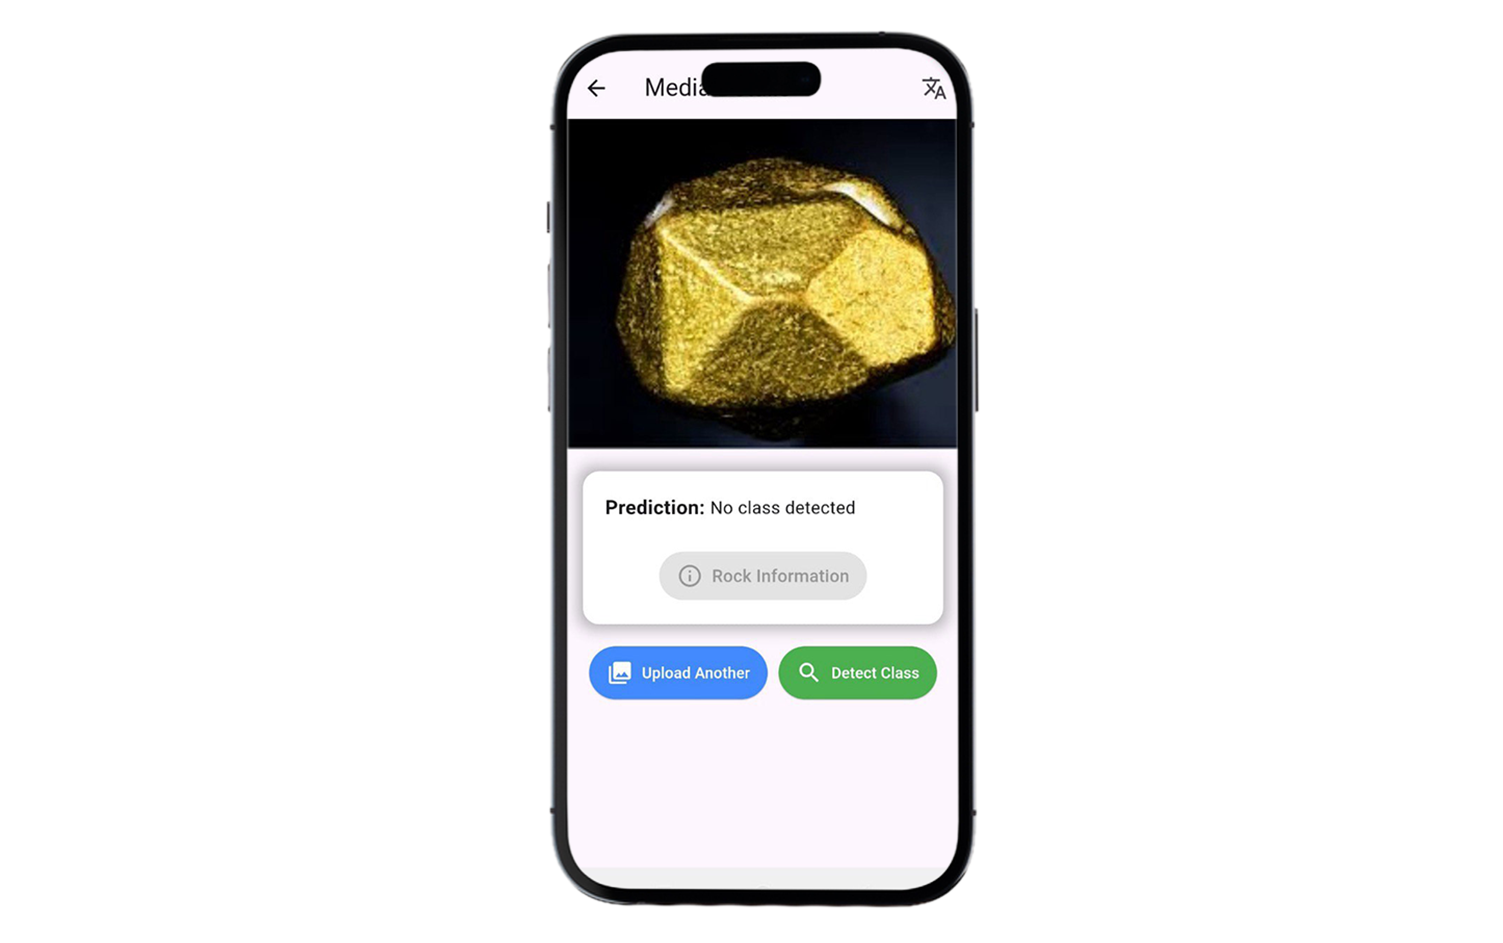 Media
Prediction: No class detected
Rock Information
Upload Another
Detect Class